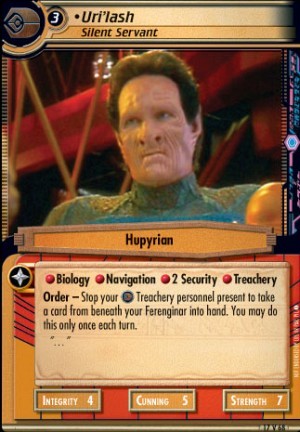 3
• Uri'lash
Silent Servant
Hupyrian
Biology Navigation 2 Security Treachery
Order – Stop your Treachery personnel present to take
a card from beneath your Ferenginar into hand. You may do
this only once each turn.
"…"
INTEGRITY 4 CUNNING 5 STRENGTH 7
17 V 46